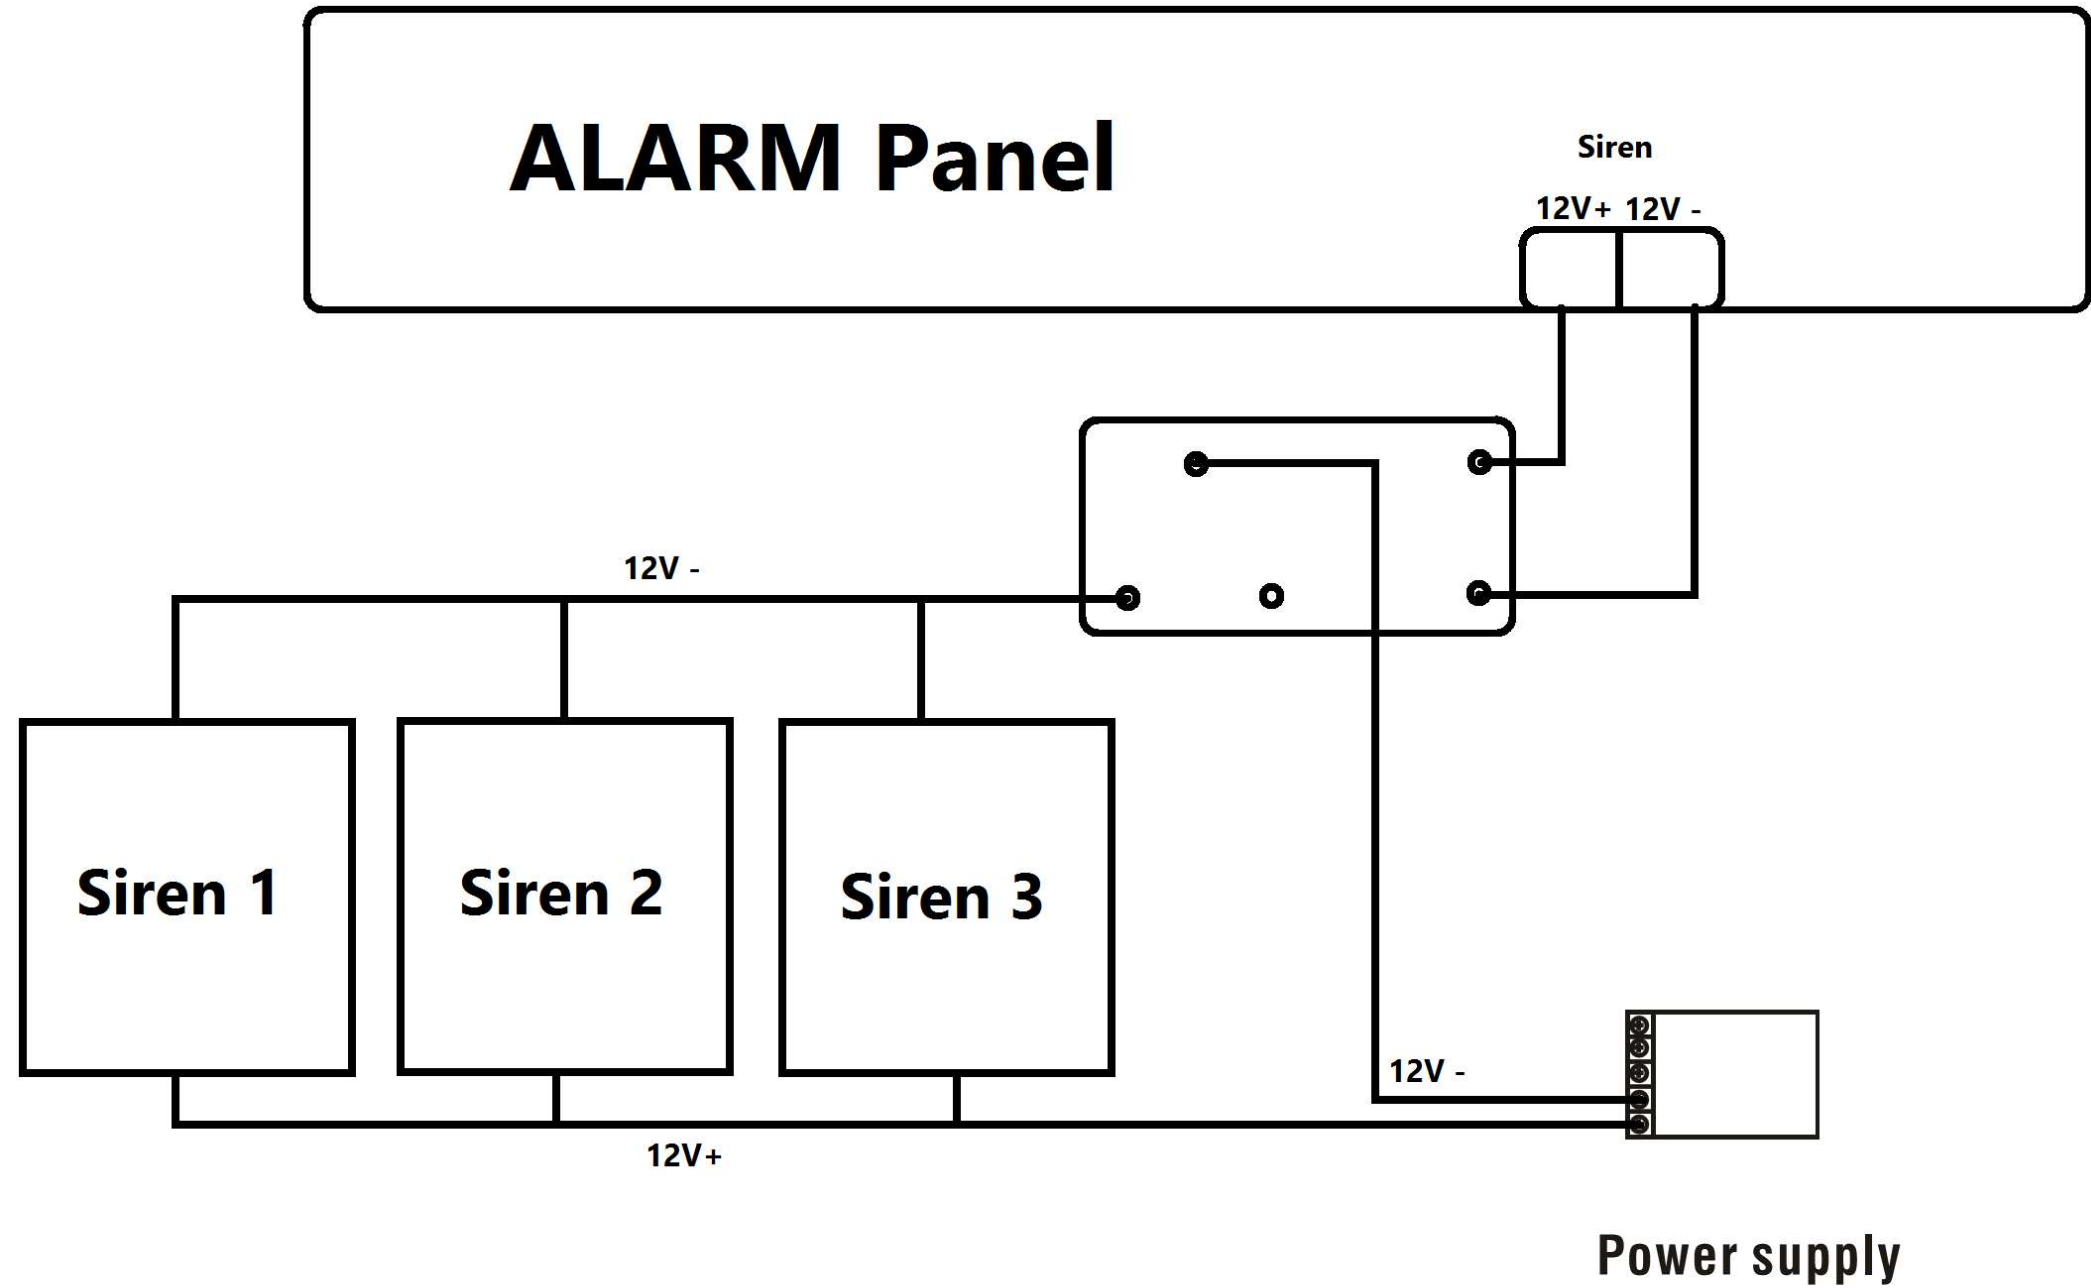 ALARM Panel
Siren
12V+ 12V -
12V -
Siren 1
Siren 2
Siren 3
12V -
12V+
Power supply